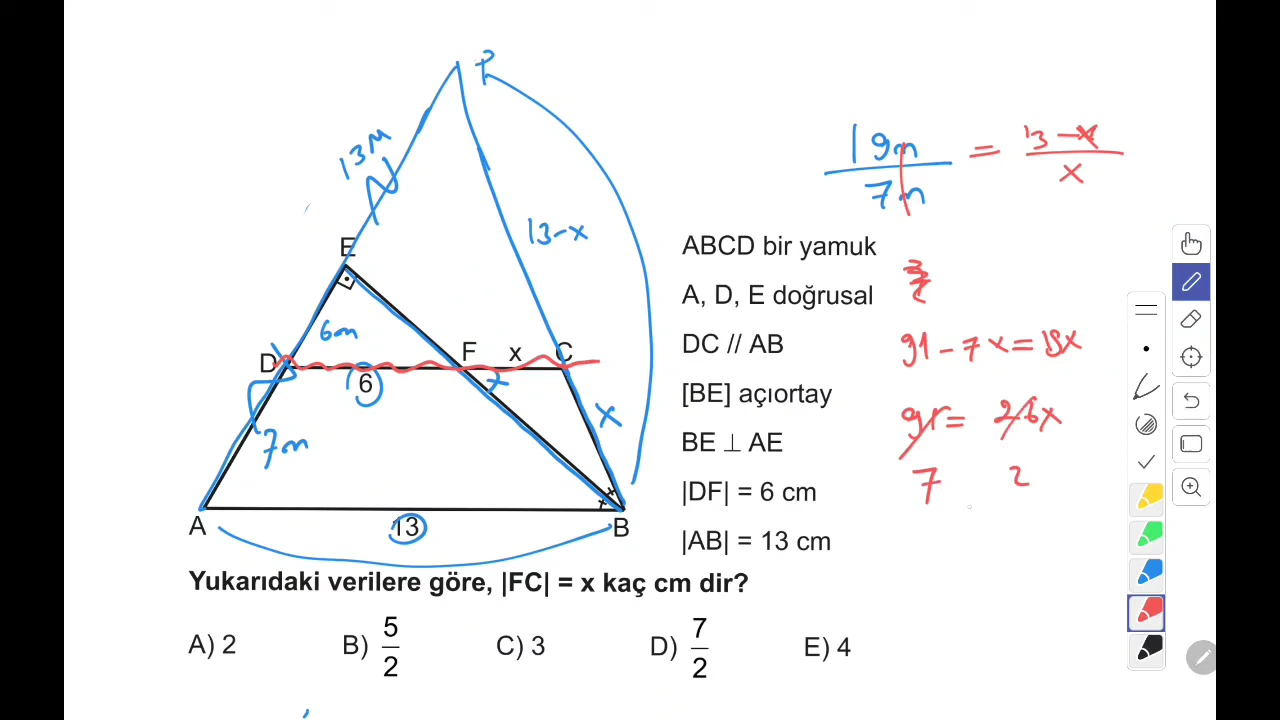 P
13m
19m = 13-x
7m x
13-x
E
ABCD bir yamuk
A, D, E doğrusal
6m
D F x C
DC // AB
91 - 7x = 19x
6 x
[BE] açıortay
x
91 = 26x
7m
BE ⊥ AE
7 2
|DF| = 6 cm
A 13 B
|AB| = 13 cm
Yukarıdaki verilere göre, |FC| = x kaç cm dir?
A) 2 B) 5/2 C) 3 D) 7/2 E) 4